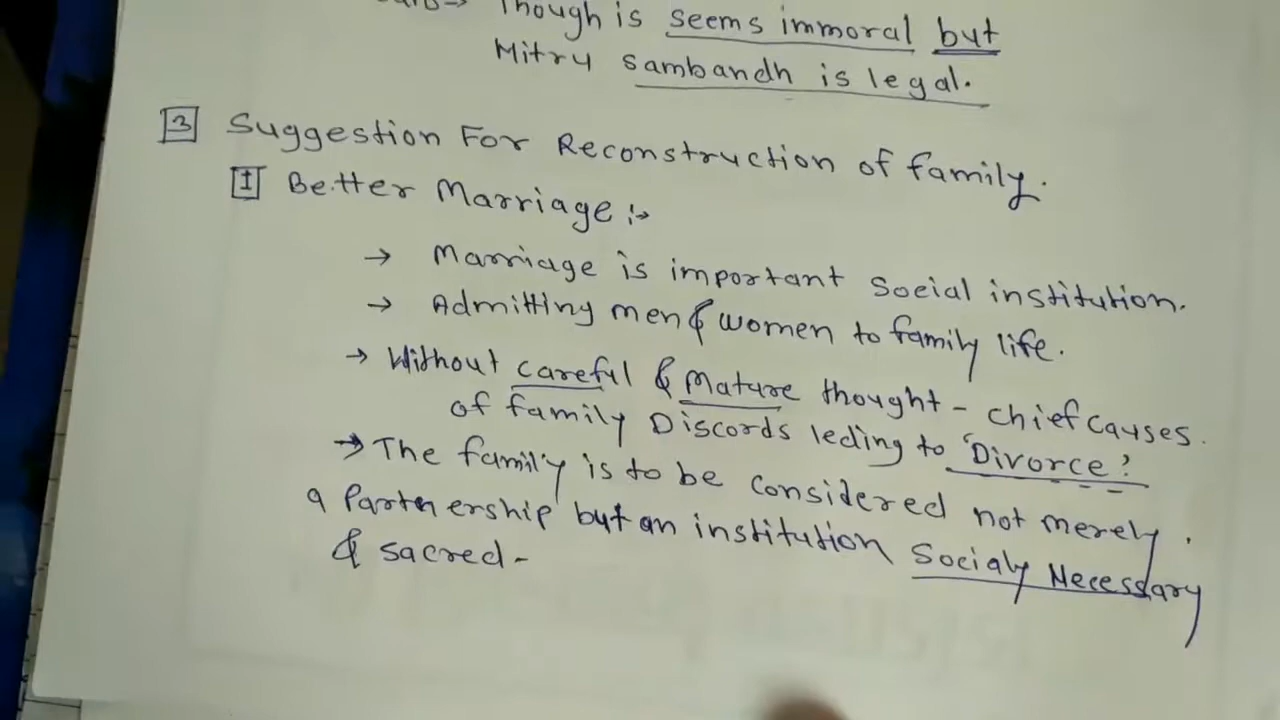 Though is seems immoral but
Mitru sambandh is legal.
3 Suggestion For Reconstruction of family.
I Better Marriage :→
→ Marriage is important Social institution.
→ Admitting men & women to family life.
→ Without careful & Mature thought - chief causes.
of family Discords leding to 'Divorce?
→ The family is to be considered not merely.
a Partnership but an institution Socialy Necessary
& sacred -